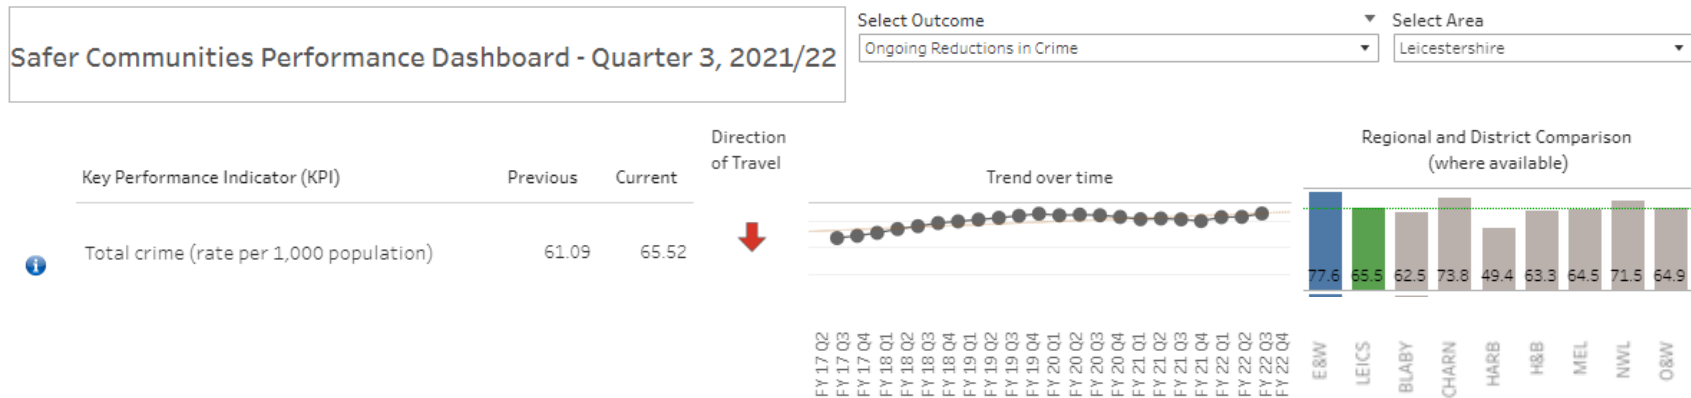 Safer Communities Performance Dashboard - Quarter 3, 2021/22
Select Outcome
Ongoing Reductions in Crime
Select Area
Leicestershire
Key Performance Indicator (KPI)
Previous
Current
Direction
of Travel
Trend over time
Regional and District Comparison
(where available)
i
Total crime (rate per 1,000 population)
61.09
65.52
77.6
65.5
62.5
73.8
49.4
63.3
64.5
71.5
64.9
FY 17 Q2
FY 17 Q3
FY 17 Q4
FY 18 Q1
FY 18 Q2
FY 18 Q3
FY 18 Q4
FY 19 Q1
FY 19 Q2
FY 19 Q3
FY 19 Q4
FY 20 Q1
FY 20 Q2
FY 20 Q3
FY 20 Q4
FY 21 Q1
FY 21 Q2
FY 21 Q3
FY 21 Q4
FY 22 Q1
FY 22 Q2
FY 22 Q3
FY 22 Q4
E&W
LEICS
BLABY
CHARN
HARB
H&B
MEL
NWL
O&W